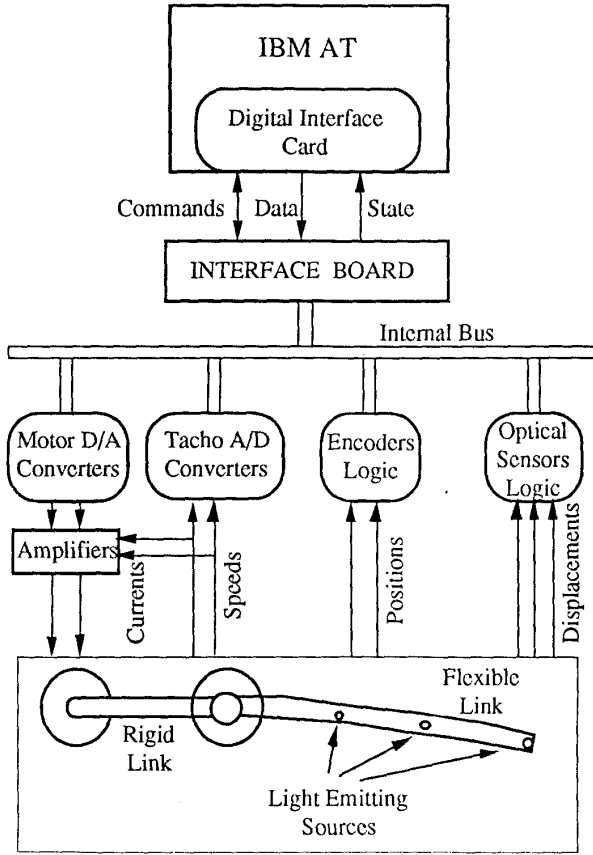 IBM AT
Digital Interface
Card
Commands
Data
State
INTERFACE BOARD
Internal Bus
Motor D/A
Converters
Tacho A/D
Converters
Encoders
Logic
Optical
Sensors
Logic
Amplifiers
Currents
Speeds
Positions
Displacements
Rigid
Link
Flexible
Link
Light Emitting
Sources